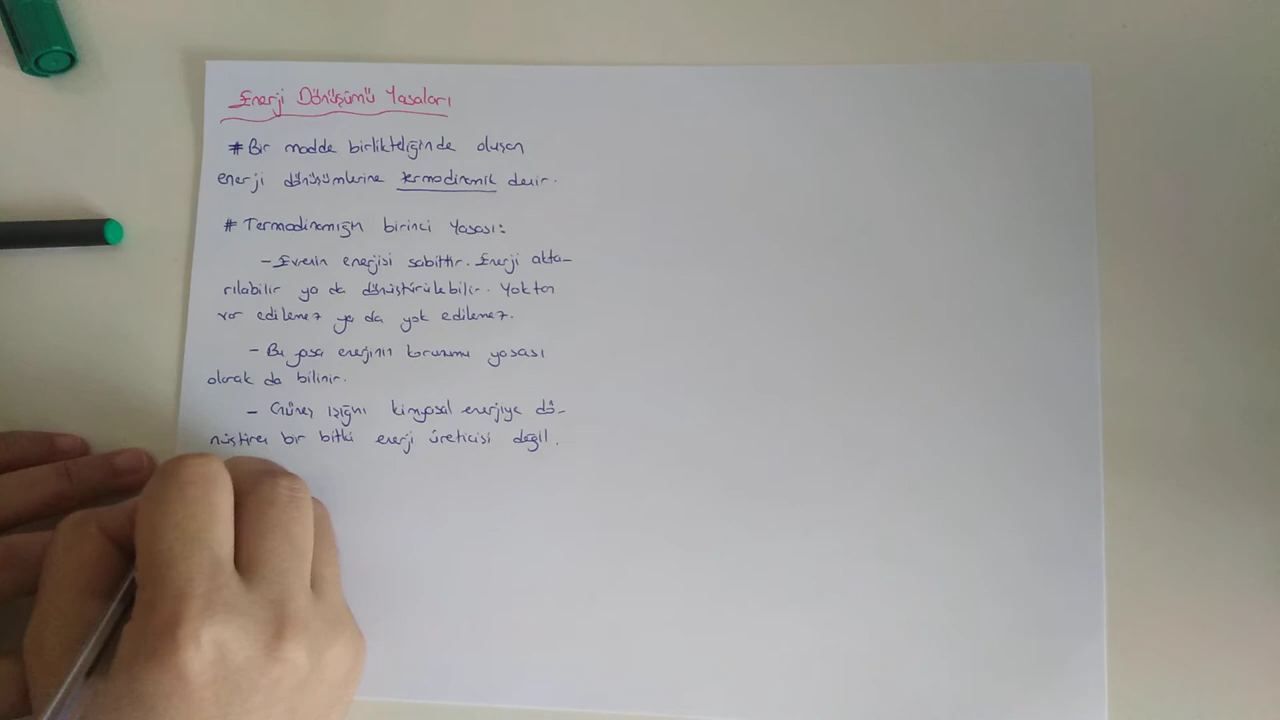 Enerji Dönüşümü Yasaları
# Bir madde birlikteliğinde oluşan
enerji dönüşümlerine termodinamik denir.
# Termodinamiğin birinci yasası:
- Evrenin enerjisi sabittir. Enerji akta-
rılabilir ya da dönüştürülebilir. Yoktan
var edilemez ya da yok edilemez.
- Bu yasa enerjinin korunumu yasası
olarak da bilinir.
- Güneş ışığını kimyasal enerjiye dö-
nüştüren bir bitki enerji üreticisi değil.